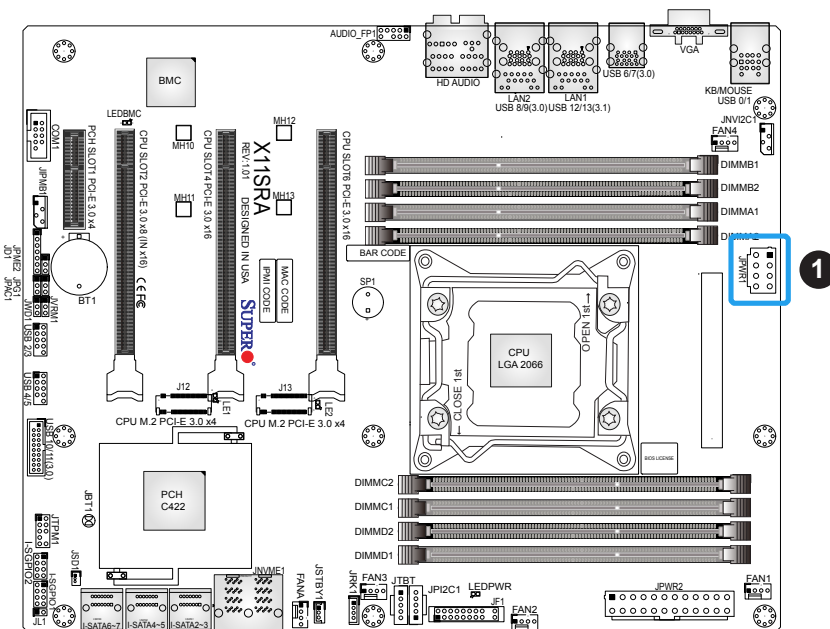 AUDIO_FP1
HD AUDIO
LAN2
USB 8/9(3.0)
LAN1
USB 12/13(3.1)
USB 6/7(3.0)
VGA
KB/MOUSE
USB 0/1
JNVI2C1
FAN4
BMC
LEDBMC
COM1
PCH SLOT1 PCI-E 3.0 x4
CPU SLOT2 PCI-E 3.0 x8 (IN x16)
CPU SLOT4 PCI-E 3.0 x16
CPU SLOT6 PCI-E 3.0 x16
MH10
MH12
MH11
MH13
X11SRA
REV:1.01
DESIGNED IN USA
DIMMB1
DIMMB2
DIMMA1
DIMMA2
BAR CODE
JPWR1
1
JIPMB1
JPME2
JD1
JPG1
JPAC1
JVRM1
JWD1
USB 2/3
BT1
IPMI CODE
MAC CODE
SUPER
SP1
OPEN 1st
CLOSE 1st
CPU
LGA 2066
USB 4/5
J12
LE1
J13
LE2
CPU M.2 PCI-E 3.0 x4
CPU M.2 PCI-E 3.0 x4
USB 10/11(3.0)
BIOS LICENSE
PCH
C422
JBT1
JTPM1
I-SGPIO2
I-SGPIO1
JL1
JSD1
DIMMC2
DIMMC1
DIMMD2
DIMMD1
I-SATA6~7
I-SATA4~5
I-SATA2~3
JNVME1
FANA
JSTBY1
JRK1
FAN3
JTBT
JPI2C1
LEDPWR
JF1
FAN2
JPWR2
FAN1